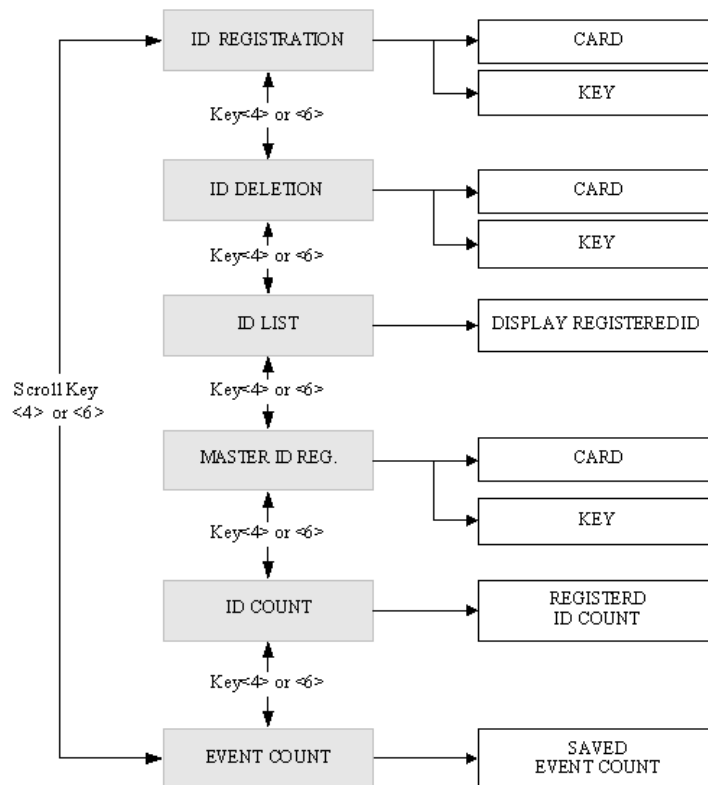 ID REGISTRATION
CARD
KEY
Key<4> or <6>
ID DELETION
CARD
KEY
Key<4> or <6>
ID LIST
DISPLAY REGISTERED ID
Scroll Key
<4> or <6>
Key<4> or <6>
MASTER ID REG.
CARD
KEY
Key<4> or <6>
ID COUNT
REGISTERD
ID COUNT
Key<4> or <6>
EVENT COUNT
SAVED
EVENT COUNT